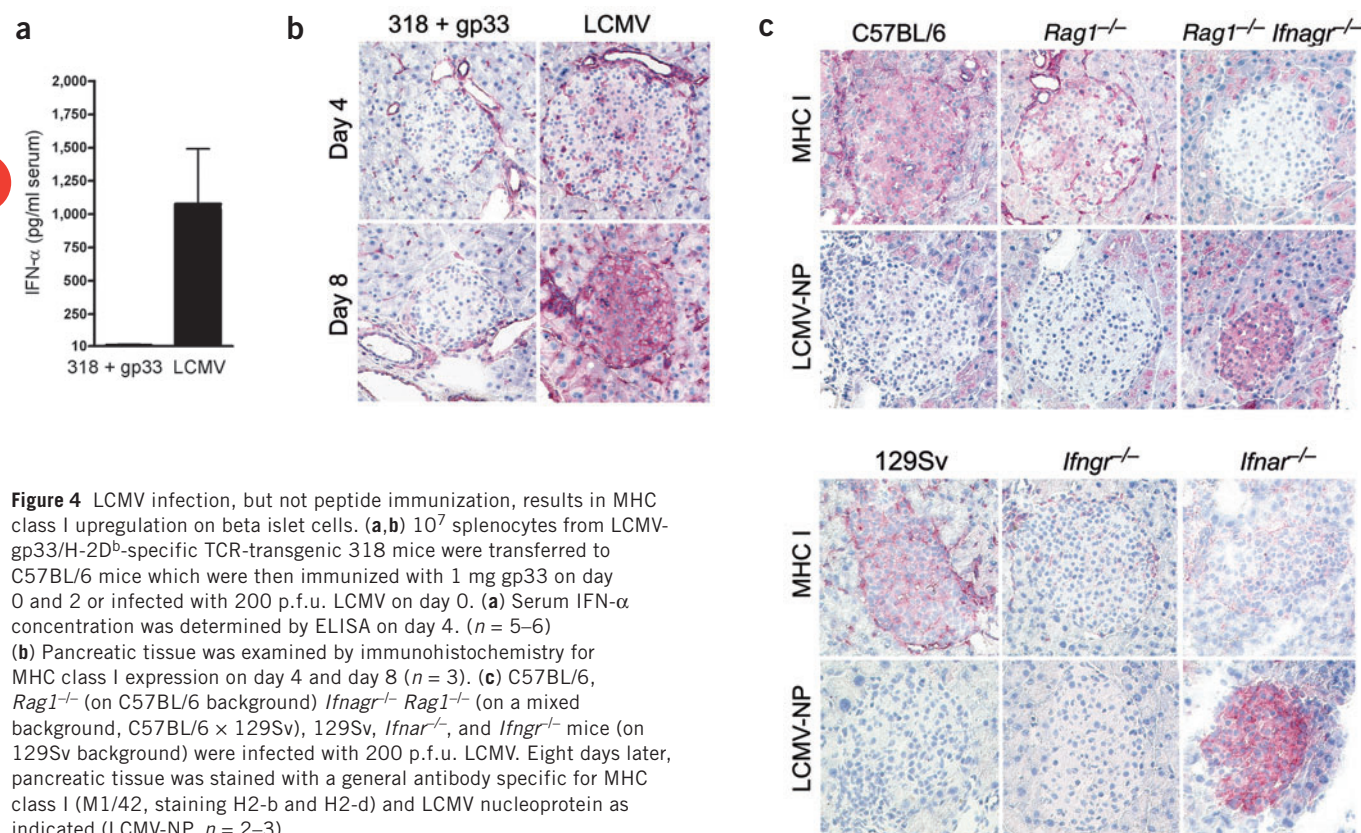 a
2,000
1,750
1,500
1,250
1,000
750
500
250
10
IFN-α (pg/ml serum)
318 + gp33 LCMV
b
318 + gp33 LCMV
Day 4
Day 8
c
C57BL/6 Rag1–/– Rag1–/– Ifnagr–/–
MHC I
LCMV-NP
129Sv Ifngr–/– Ifnar–/–
MHC I
LCMV-NP
Figure 4 LCMV infection, but not peptide immunization, results in MHC
class I upregulation on beta islet cells. (a,b) 10⁷ splenocytes from LCMV-
gp33/H-2Dᵇ-specific TCR-transgenic 318 mice were transferred to
C57BL/6 mice which were then immunized with 1 mg gp33 on day
0 and 2 or infected with 200 p.f.u. LCMV on day 0. (a) Serum IFN-α
concentration was determined by ELISA on day 4. (n = 5–6)
(b) Pancreatic tissue was examined by immunohistochemistry for
MHC class I expression on day 4 and day 8 (n = 3). (c) C57BL/6,
Rag1–/– (on C57BL/6 background) Ifnagr–/– Rag1–/– (on a mixed
background, C57BL/6 × 129Sv), 129Sv, Ifnar–/–, and Ifngr–/– mice (on
129Sv background) were infected with 200 p.f.u. LCMV. Eight days later,
pancreatic tissue was stained with a general antibody specific for MHC
class I (M1/42, staining H2-b and H2-d) and LCMV nucleoprotein as
indicated (LCMV-NP, n = 2–3)